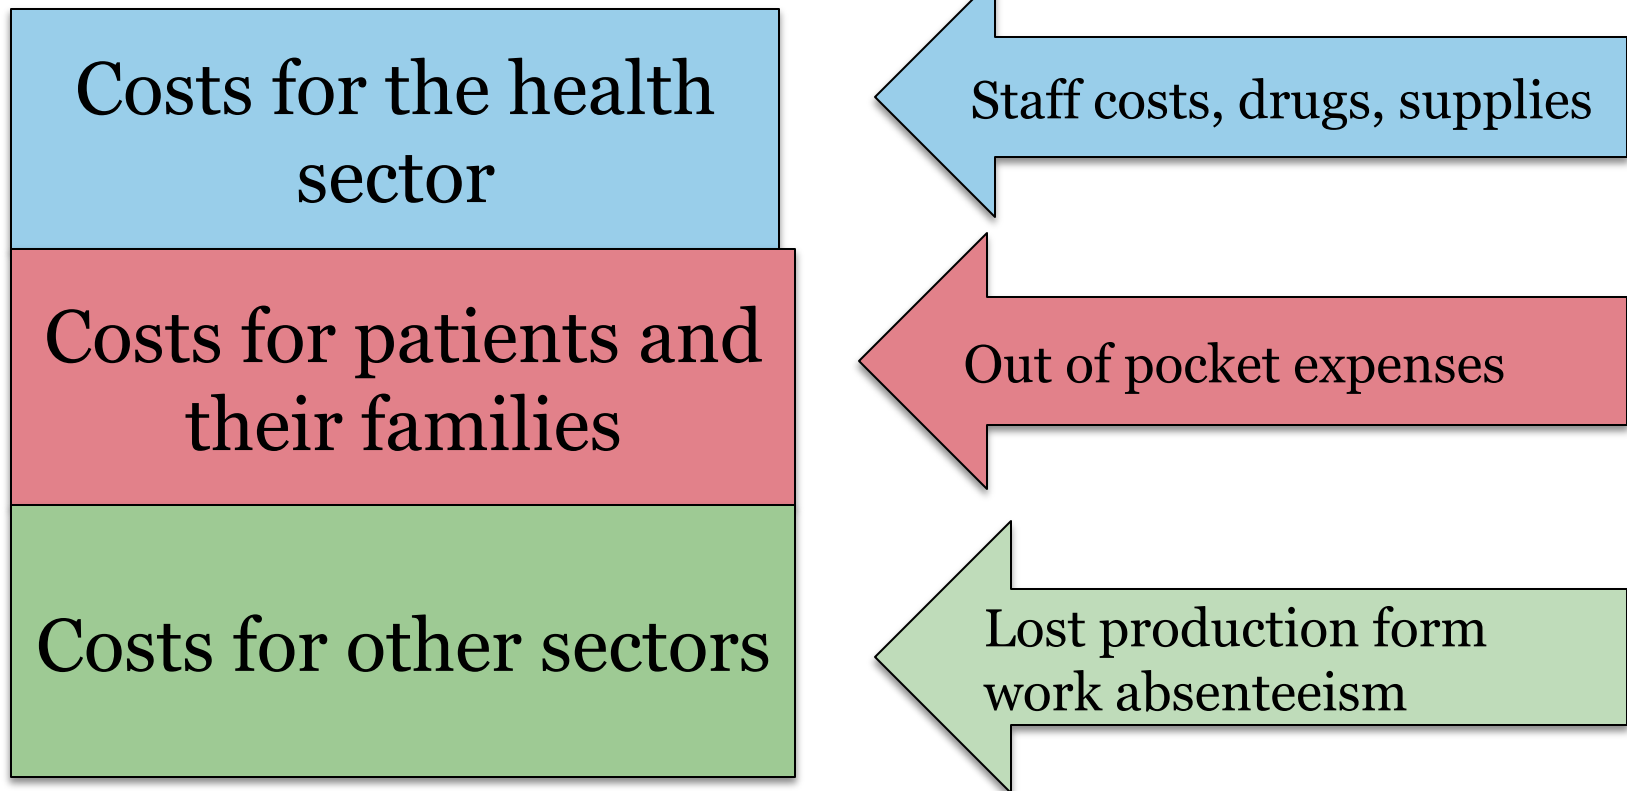 Costs for the health
sector
Staff costs, drugs, supplies
Costs for patients and
their families
Out of pocket expenses
Costs for other sectors
Lost production form
work absenteeism